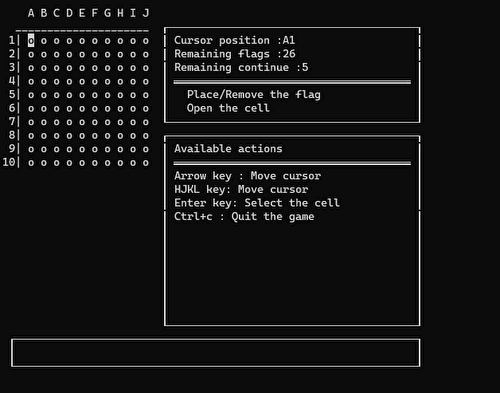 A B C D E F G H I J
1| o o o o o o o o o o
2| o o o o o o o o o o
3| o o o o o o o o o o
4| o o o o o o o o o o
5| o o o o o o o o o o
6| o o o o o o o o o o
7| o o o o o o o o o o
8| o o o o o o o o o o
9| o o o o o o o o o o
10| o o o o o o o o o o
Cursor position :A1
Remaining flags :26
Remaining continue :5
Place/Remove the flag
Open the cell
Available actions
Arrow key : Move cursor
HJKL key: Move cursor
Enter key: Select the cell
Ctrl+c : Quit the game